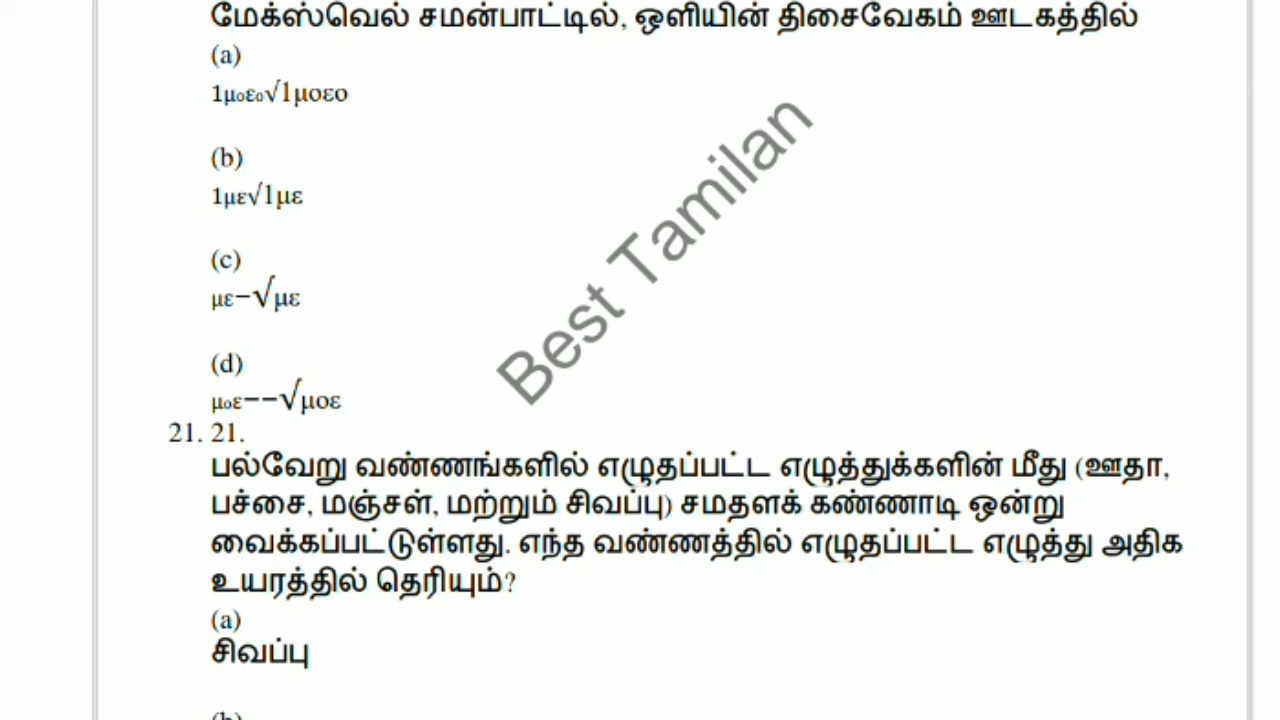 மேக்ஸ்வெல் சமன்பாட்டில், ஒளியின் திசைவேகம் ஊடகத்தில்
(a)
1μ₀ε₀√1μοεο
(b)
1με√1με
(c)
με−√με
(d)
μ₀ε−−√μοε
21. 21.
பல்வேறு வண்ணங்களில் எழுதப்பட்ட எழுத்துக்களின் மீது (ஊதா,
பச்சை, மஞ்சள், மற்றும் சிவப்பு) சமதளக் கண்ணாடி ஒன்று
வைக்கப்பட்டுள்ளது. எந்த வண்ணத்தில் எழுதப்பட்ட எழுத்து அதிக
உயரத்தில் தெரியும்?
(a)
சிவப்பு
(b)
Best Tamilan